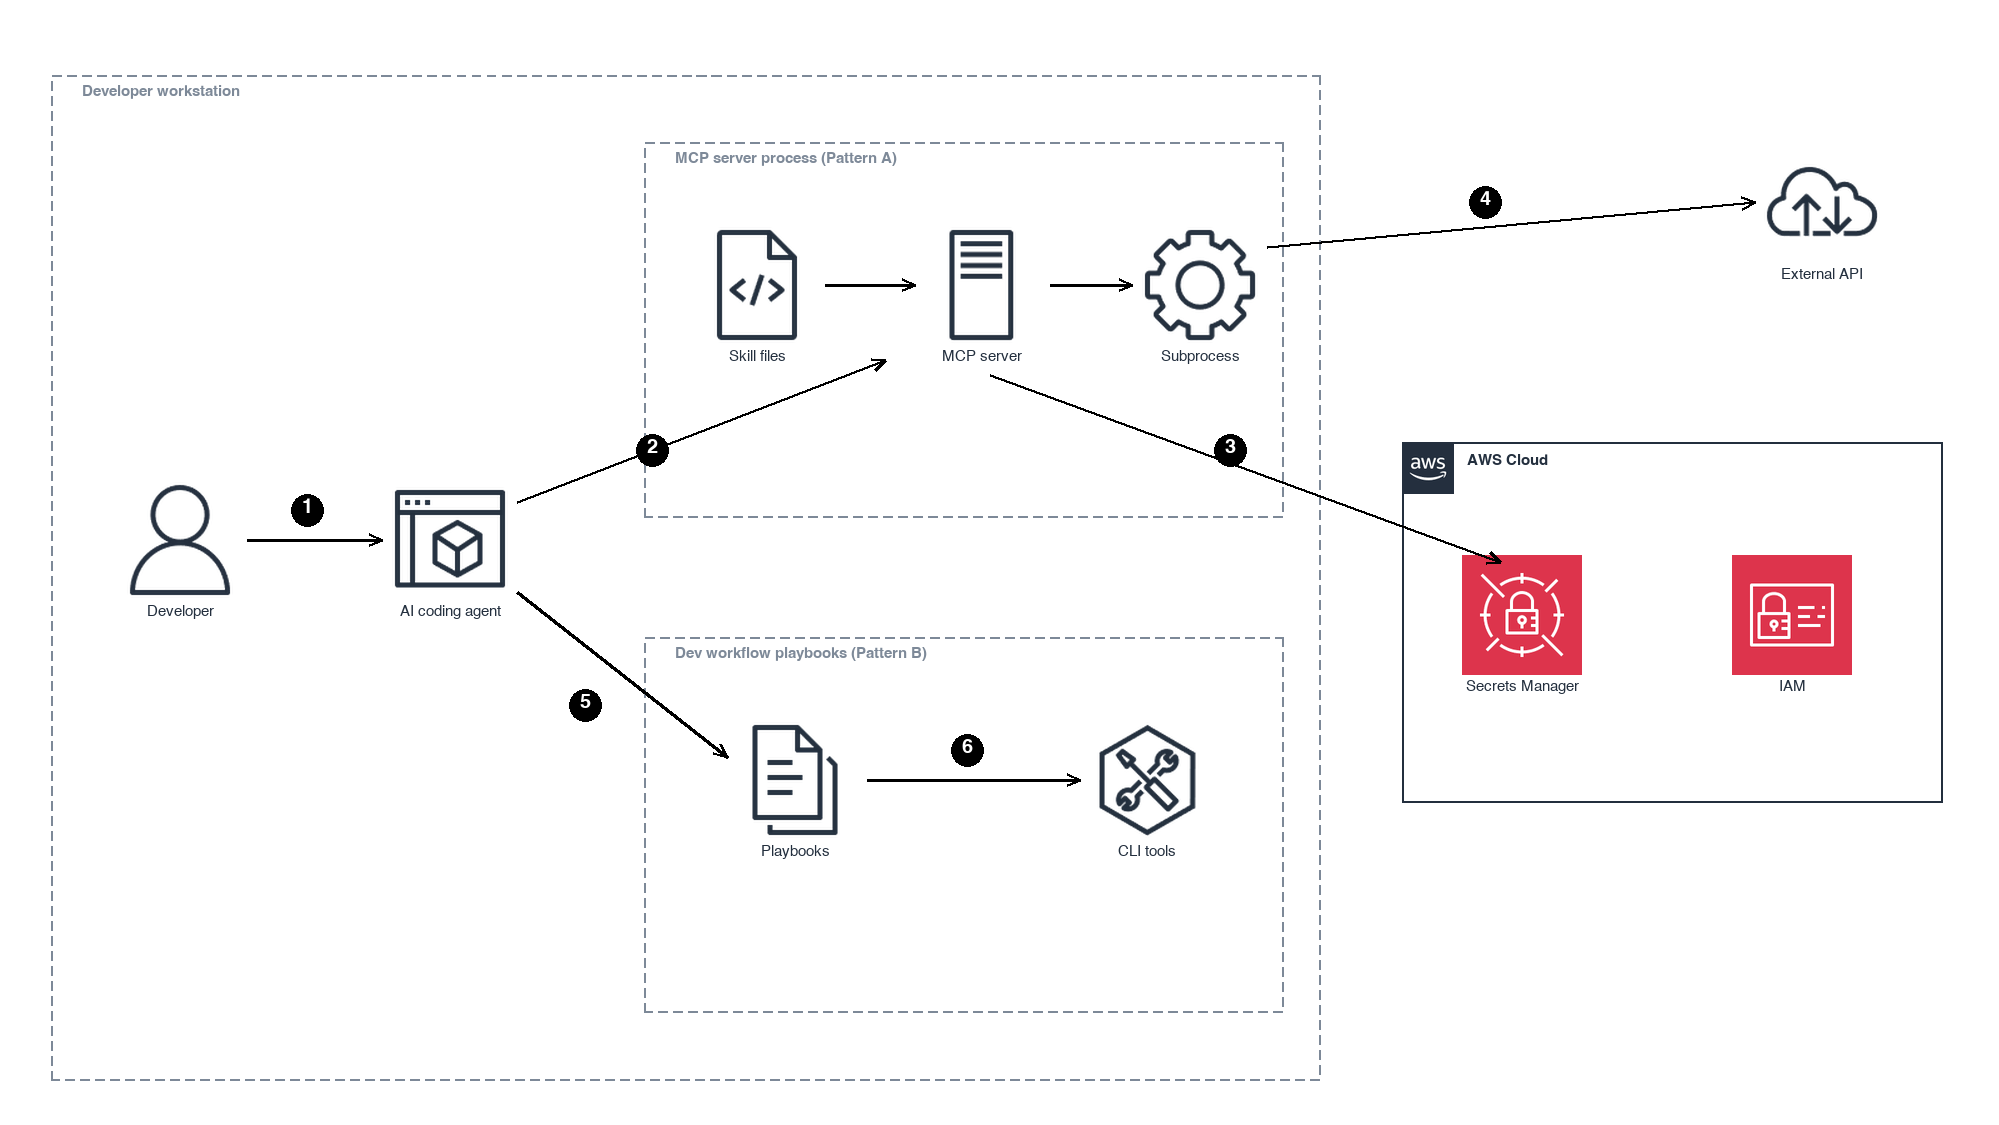 Developer workstation
MCP server process (Pattern A)
4
External API
Skill files
MCP server
Subprocess
2
3
aws
AWS Cloud
1
Developer
AI coding agent
Secrets Manager
IAM
Dev workflow playbooks (Pattern B)
5
6
Playbooks
CLI tools